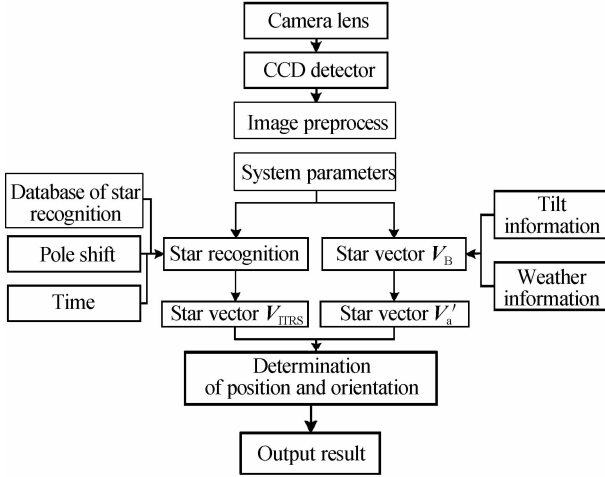 Camera lens
CCD detector
Image preprocess
System parameters
Database of star
recognition
Pole shift
Time
Star recognition
Star vector V_B
Tilt
information
Weather
information
Star vector V_ITRS
Star vector V_a′
Determination
of position and orientation
Output result